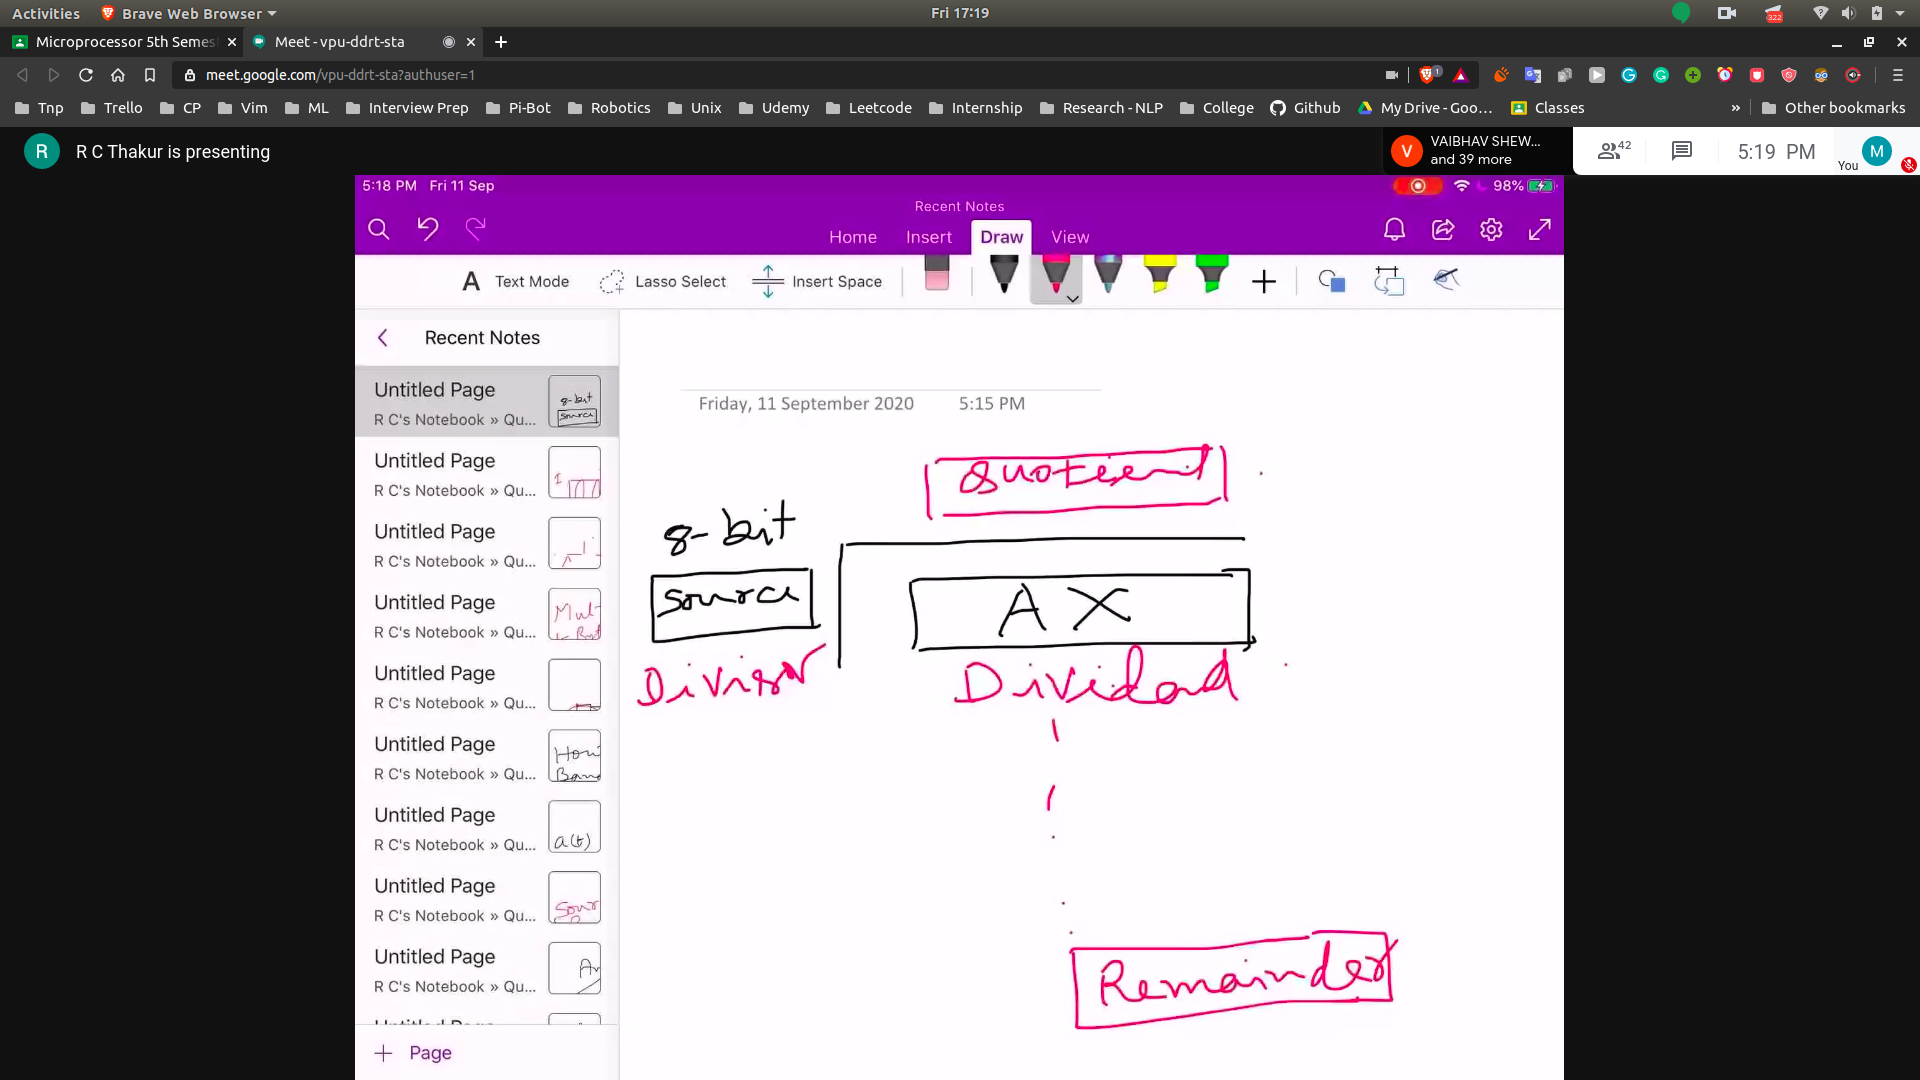 Activities Brave Web Browser Fri 17:19 322
Microprocessor 5th Semes Meet - vpu-ddrt-sta
meet.google.com/vpu-ddrt-sta?authuser=1 1
Tnp Trello CP Vim ML Interview Prep Pi-Bot Robotics Unix Udemy Leetcode Internship Research - NLP College Github My Drive - Goo... Classes » Other bookmarks
R R C Thakur is presenting V VAIBHAV SHEW... and 39 more 42 5:19 PM You M
5:18 PM Fri 11 Sep 98%
Recent Notes
Home Insert Draw View
A Text Mode Lasso Select Insert Space
Recent Notes
Untitled Page
R C's Notebook » Qu...
8-bit
Source
Untitled Page
R C's Notebook » Qu...
Untitled Page
R C's Notebook » Qu...
Untitled Page
R C's Notebook » Qu...
Untitled Page
R C's Notebook » Qu...
Untitled Page
R C's Notebook » Qu...
Untitled Page
R C's Notebook » Qu...
a(t)
Untitled Page
R C's Notebook » Qu...
Untitled Page
R C's Notebook » Qu...
Page
Friday, 11 September 2020 5:15 PM
Quotient
8-bit
Source AX
Divisor Dividend
Remainder